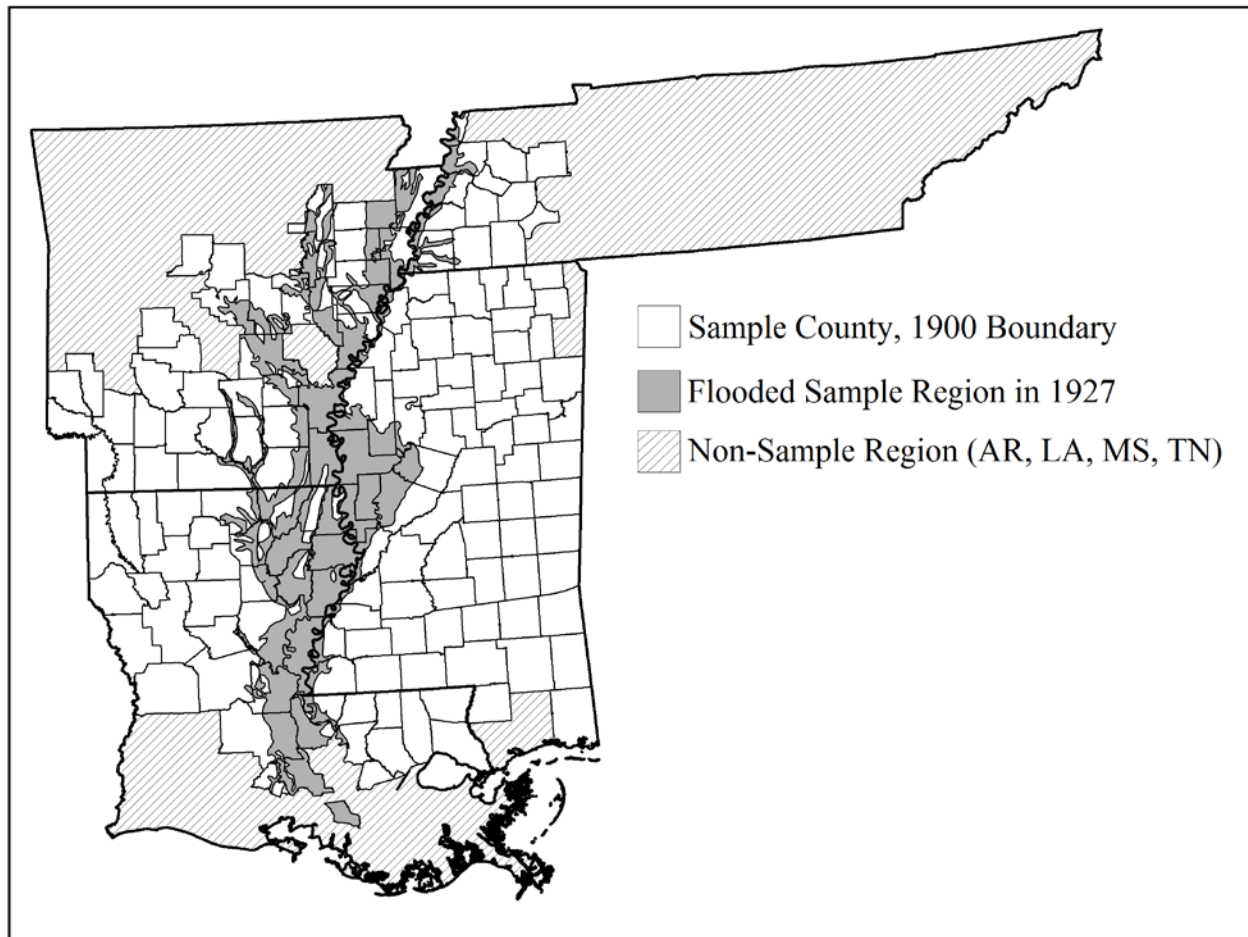 Sample County, 1900 Boundary
Flooded Sample Region in 1927
Non-Sample Region (AR, LA, MS, TN)